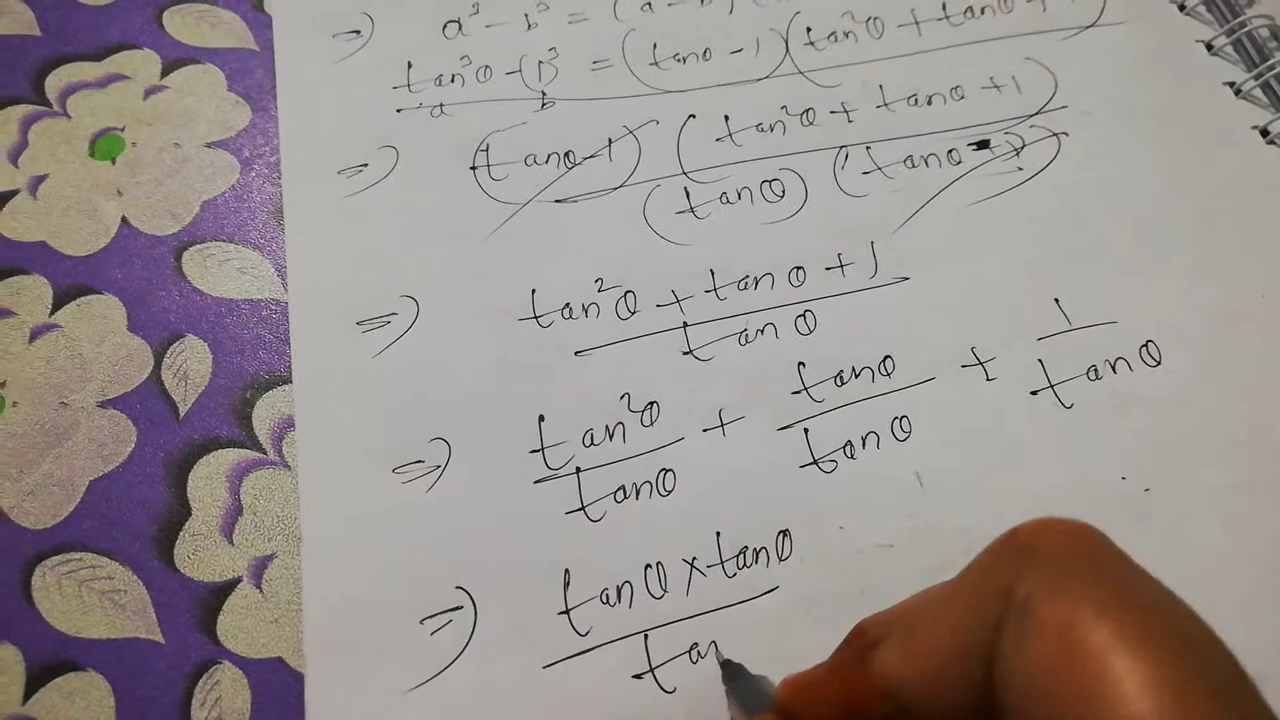 ⇒ a³ - b³ = (a - b) (
tan³θ - (1)³ = (tanθ - 1)(tan²θ + tanθ + 1)
a b
⇒ (tanθ - 1) (tan²θ + tanθ + 1)
(tanθ) (tanθ - 1)
⇒ tan²θ + tanθ + 1
tanθ
⇒ tan²θ + tanθ + 1
tanθ tanθ tanθ
⇒ tanθ × tanθ
tan